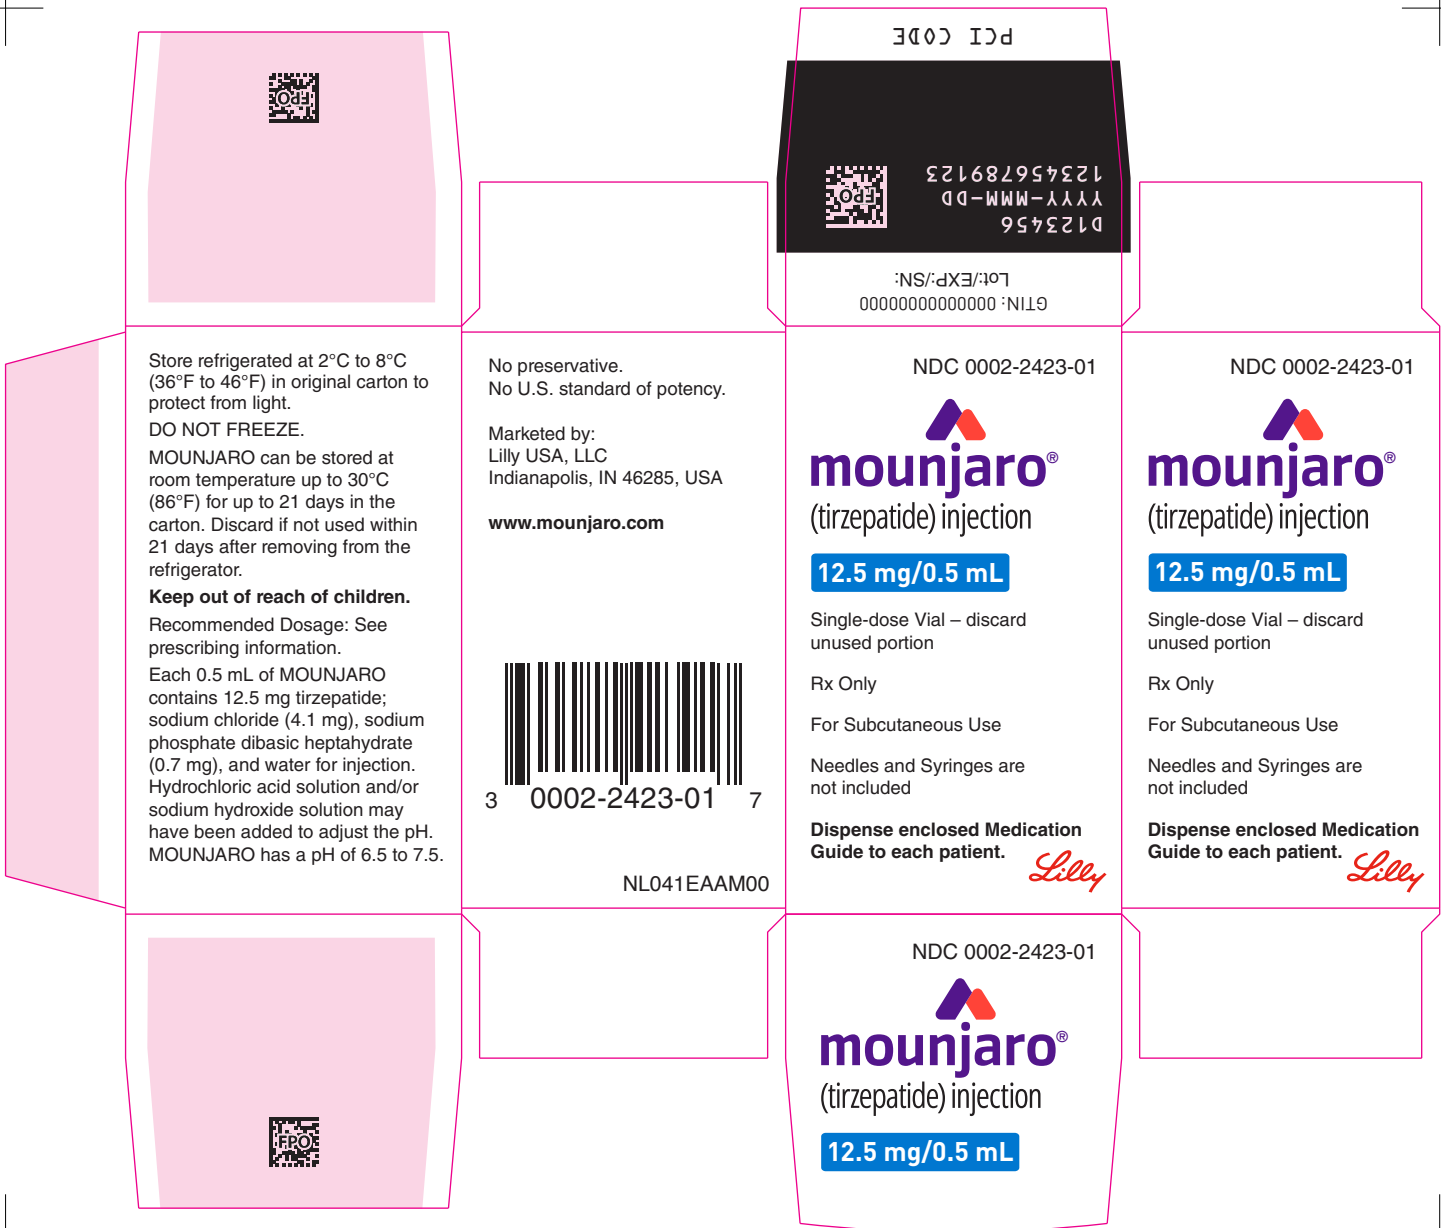 FPO
PCI CODE
D123456
YYYY-MMM-DD
123456789123
FPO
GTIN: 00000000000000
Lot:/EXP:/SN:
Store refrigerated at 2°C to 8°C
(36°F to 46°F) in original carton to
protect from light.
DO NOT FREEZE.
MOUNJARO can be stored at
room temperature up to 30°C
(86°F) for up to 21 days in the
carton. Discard if not used within
21 days after removing from the
refrigerator.
Keep out of reach of children.
Recommended Dosage: See
prescribing information.
Each 0.5 mL of MOUNJARO
contains 12.5 mg tirzepatide;
sodium chloride (4.1 mg), sodium
phosphate dibasic heptahydrate
(0.7 mg), and water for injection.
Hydrochloric acid solution and/or
sodium hydroxide solution may
have been added to adjust the pH.
MOUNJARO has a pH of 6.5 to 7.5.
No preservative.
No U.S. standard of potency.
Marketed by:
Lilly USA, LLC
Indianapolis, IN 46285, USA
www.mounjaro.com
3 0002-2423-01 7
NL041EAAM00
NDC 0002-2423-01
mounjaro®
(tirzepatide) injection
12.5 mg/0.5 mL
Single-dose Vial – discard
unused portion
Rx Only
For Subcutaneous Use
Needles and Syringes are
not included
Dispense enclosed Medication
Guide to each patient.
Lilly
NDC 0002-2423-01
mounjaro®
(tirzepatide) injection
12.5 mg/0.5 mL
Single-dose Vial – discard
unused portion
Rx Only
For Subcutaneous Use
Needles and Syringes are
not included
Dispense enclosed Medication
Guide to each patient.
Lilly
FPO
NDC 0002-2423-01
mounjaro®
(tirzepatide) injection
12.5 mg/0.5 mL